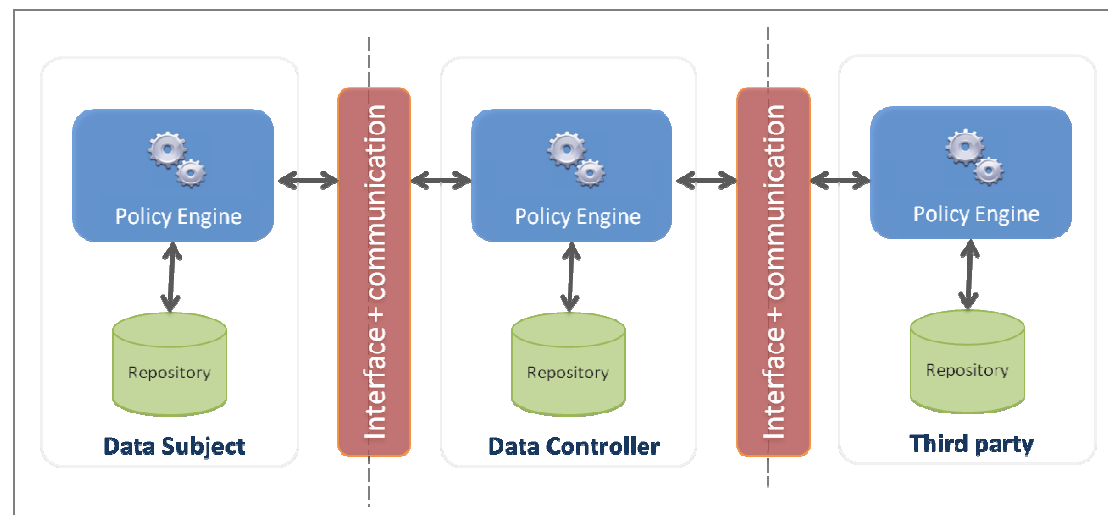 Policy Engine
Repository
Data Subject
Interface + communication
Policy Engine
Repository
Data Controller
Interface + communication
Policy Engine
Repository
Third party